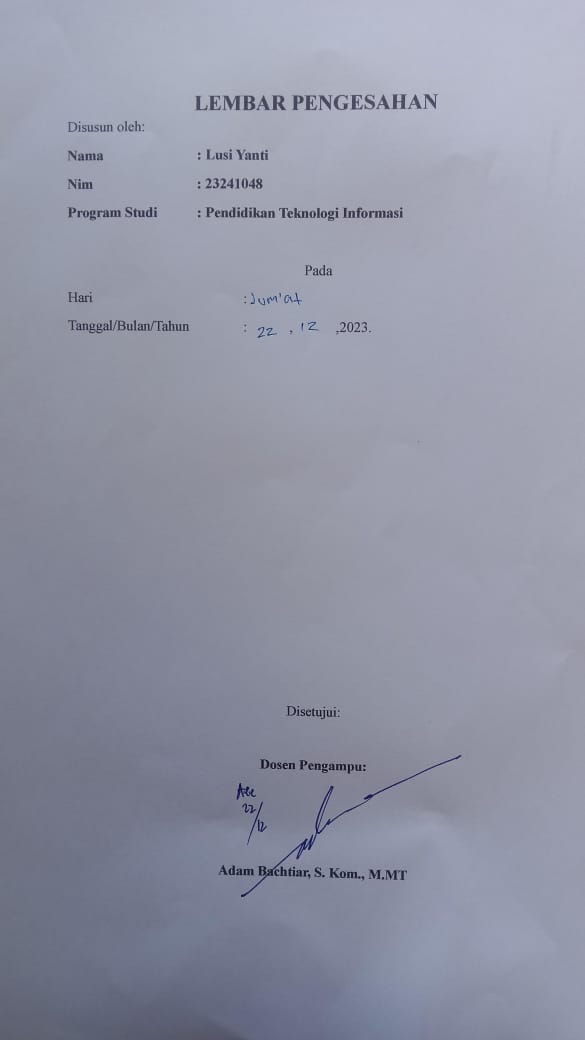 LEMBAR PENGESAHAN
Disusun oleh:
Nama : Lusi Yanti
Nim : 23241048
Program Studi : Pendidikan Teknologi Informasi
Pada
Hari : Jum'at
Tanggal/Bulan/Tahun : 22 , 12 ,2023.
Disetujui:
Dosen Pengampu:
Acc
22/12
Adam Bachtiar, S. Kom., M.MT